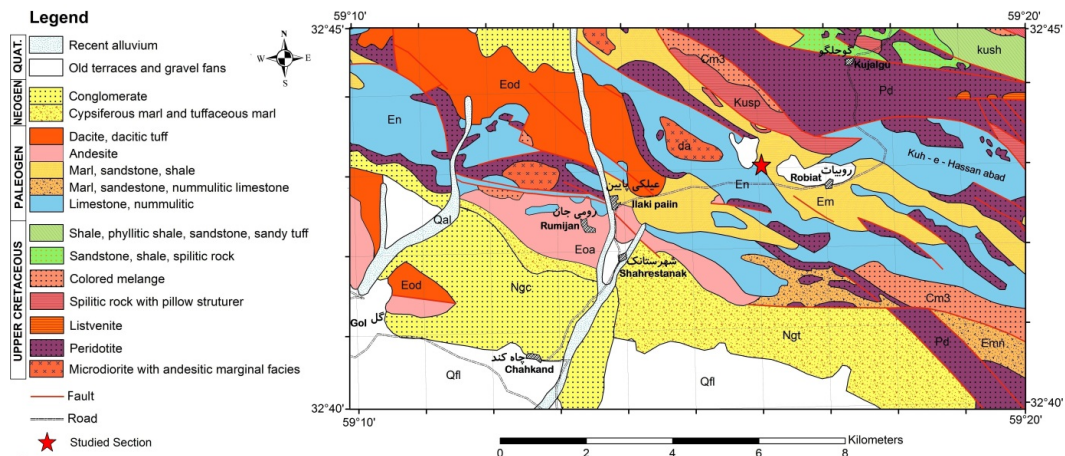 Legend
QUAT.
Recent alluvium
Old terraces and gravel fans
NEOGEN
Conglomerate
Cypsiferous marl and tuffaceous marl
PALEOGEN
Dacite, dacitic tuff
Andesite
Marl, sandstone, shale
Marl, sandestone, nummulitic limestone
Limestone, nummulitic
UPPER CRETACEOUS
Shale, phyllitic shale, sandstone, sandy tuff
Sandstone, shale, spilitic rock
Colored melange
Spilitic rock with pillow struturer
Listvenite
Peridotite
Microdiorite with andesitic marginal facies
Fault
Road
Studied Section
N
W E
S
59°10' 59°20'
32°45' 32°45'
Eod
Cm3
کوجلگو
Kujalgu
kush
Kusp
Pd
En
da
Kuh - e - Hassan abad
En
روبیات
Robiat
Em
عیلکی پایین
Ilaki paiin
Qal
رومی جان
Rumijan
Eoa
شهرستانک
Shahrestanak
Eod
Ngc
Cm3
گل
Gol
Ngt
Pd
Emn
چاه کند
Chahkand
Qfl
Qfl
32°40' 32°40'
59°10' 59°20'
0 2 4 6 8
Kilometers